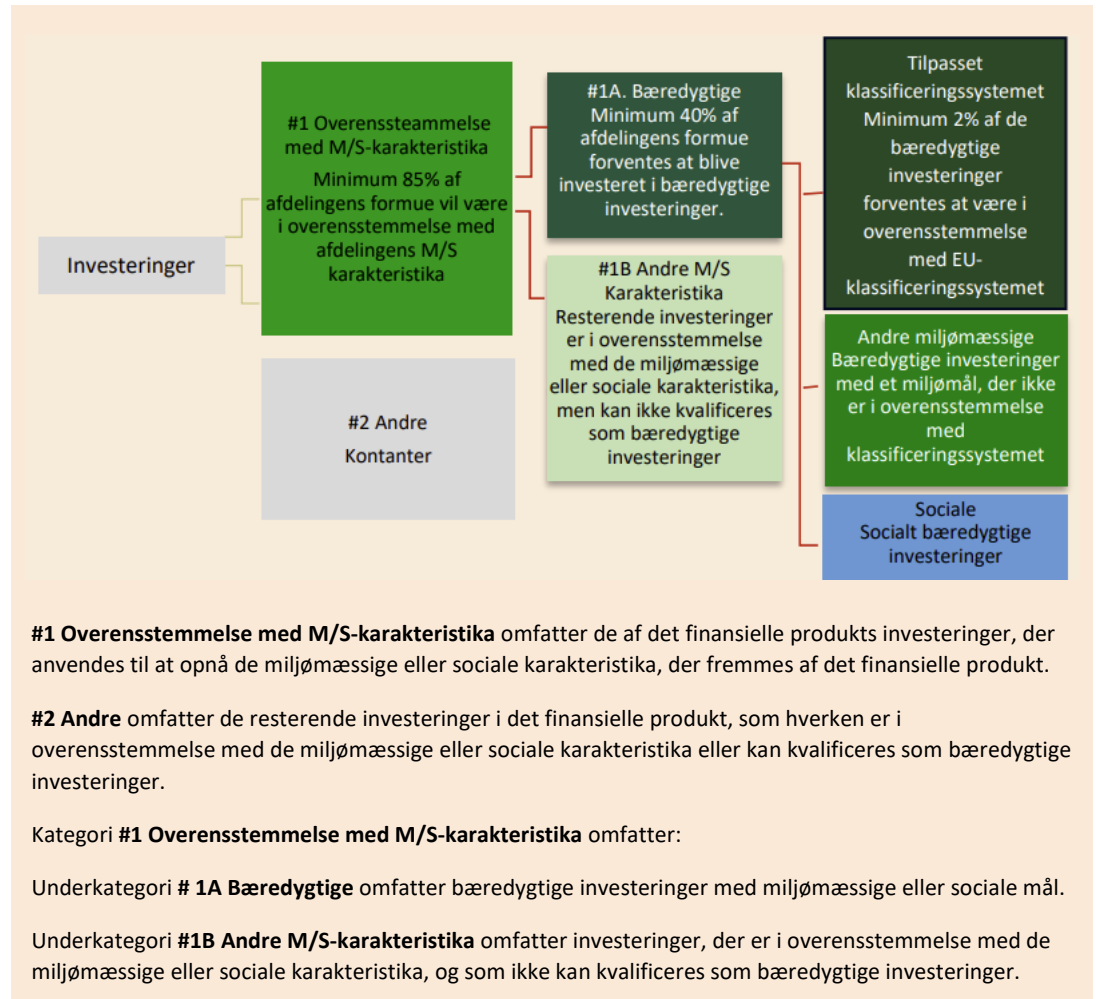 Investeringer
#1 Overenssteammelse
med M/S-karakteristika
Minimum 85% af
afdelingens formue vil være
i overensstemmelse med
afdelingens M/S
karakteristika
#2 Andre
Kontanter
#1A. Bæredygtige
Minimum 40% af
afdelingens formue
forventes at blive
investeret i bæredygtige
investeringer.
#1B Andre M/S
Karakteristika
Resterende investeringer
er i overensstemmelse
med de miljømæssige
eller sociale karakteristika,
men kan ikke kvalificeres
som bæredygtige
investeringer
Tilpasset
klassificeringssystemet
Minimum 2% af de
bæredygtige
investeringer
forventes at være i
overensstemmelse
med EU-
klassificeringssystemet
Andre miljømæssige
Bæredygtige investeringer
med et miljømål, der ikke
er i overensstemmelse
med
klassificeringssystemet
Sociale
Socialt bæredygtige
investeringer
#1 Overensstemmelse med M/S-karakteristika omfatter de af det finansielle produkts investeringer, der
anvendes til at opnå de miljømæssige eller sociale karakteristika, der fremmes af det finansielle produkt.
#2 Andre omfatter de resterende investeringer i det finansielle produkt, som hverken er i
overensstemmelse med de miljømæssige eller sociale karakteristika eller kan kvalificeres som bæredygtige
investeringer.
Kategori #1 Overensstemmelse med M/S-karakteristika omfatter:
Underkategori # 1A Bæredygtige omfatter bæredygtige investeringer med miljømæssige eller sociale mål.
Underkategori #1B Andre M/S-karakteristika omfatter investeringer, der er i overensstemmelse med de
miljømæssige eller sociale karakteristika, og som ikke kan kvalificeres som bæredygtige investeringer.